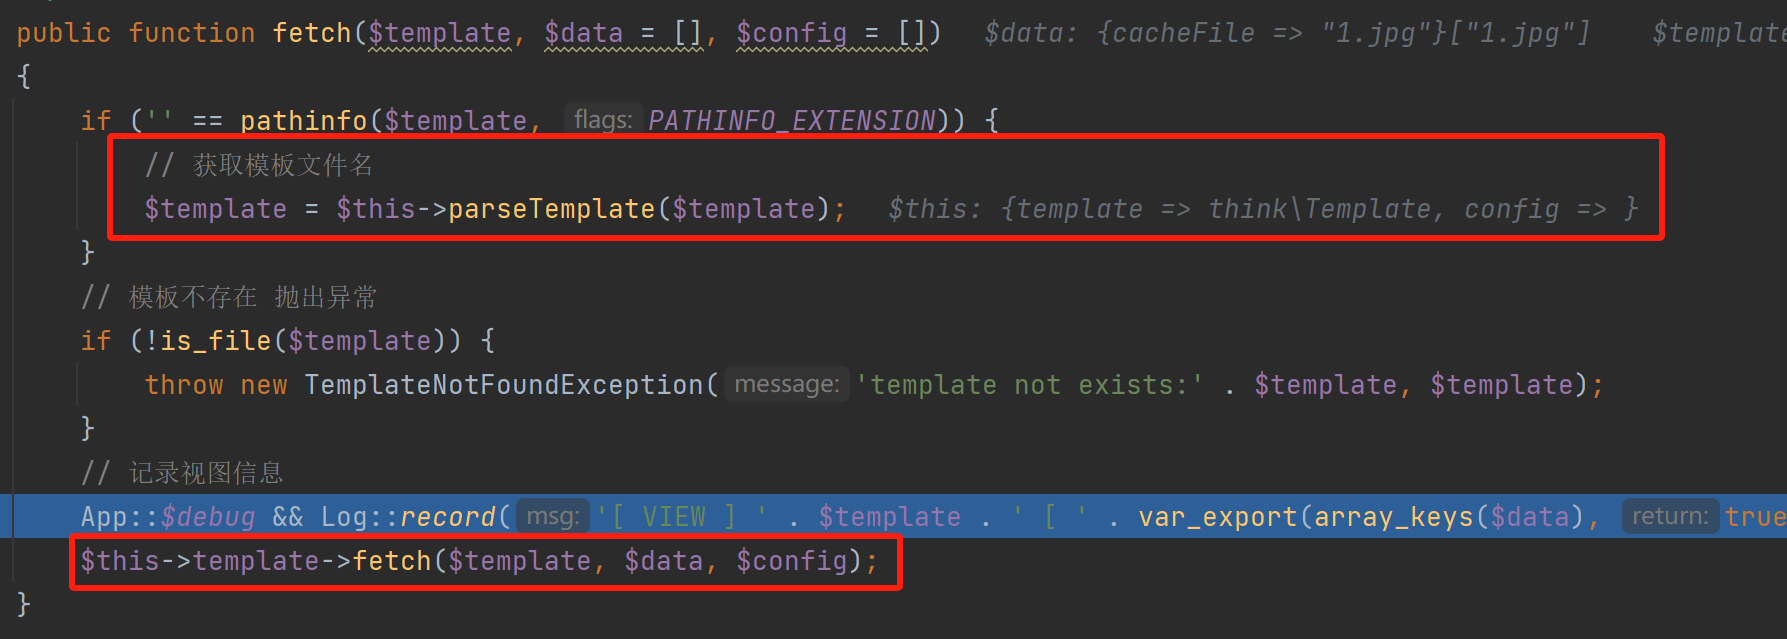 public function fetch($template, $data = [], $config = [])   $data: {cacheFile => "1.jpg"}["1.jpg"]    $template
{
    if ('' == pathinfo($template, flags: PATHINFO_EXTENSION)) {
        // 获取模板文件名
        $template = $this->parseTemplate($template);   $this: {template => think\Template, config => }
    }
    // 模板不存在 抛出异常
    if (!is_file($template)) {
        throw new TemplateNotFoundException( message: 'template not exists:' . $template, $template);
    }
    // 记录视图信息
    App::$debug && Log::record( msg: '[ VIEW ] ' . $template . ' [ ' . var_export(array_keys($data), return: true
    $this->template->fetch($template, $data, $config);
}